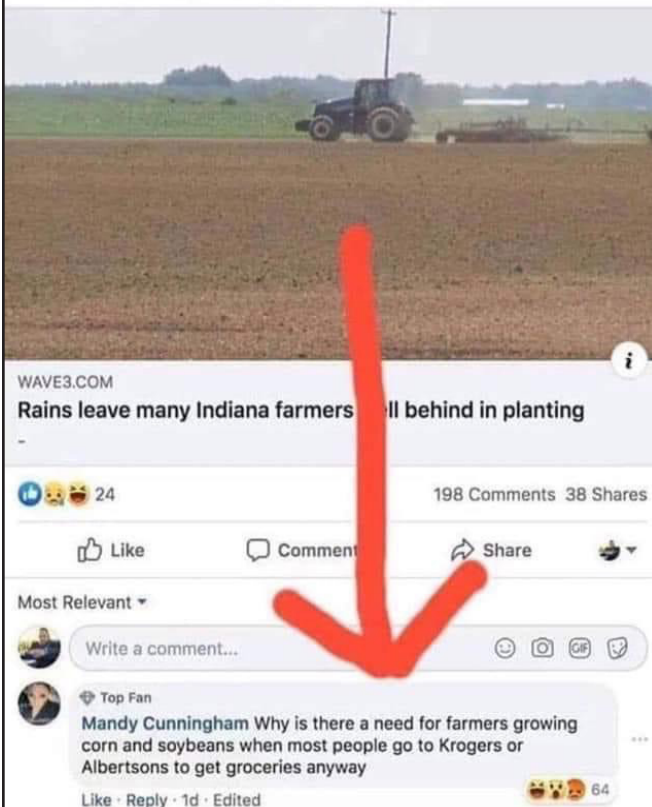 WAVE3.COM
Rains leave many Indiana farmers ll behind in planting
-
24 198 Comments 38 Shares
Like Comment Share
Most Relevant
Write a comment... GIF
Top Fan
Mandy Cunningham Why is there a need for farmers growing
corn and soybeans when most people go to Krogers or
Albertsons to get groceries anyway
64
Like · Reply · 1d · Edited